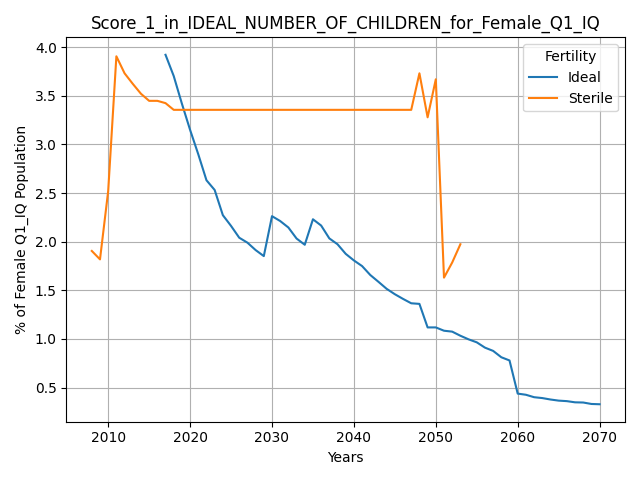 Score_1_in_IDEAL_NUMBER_OF_CHILDREN_for_Female_Q1_IQ
Fertility
Ideal
Sterile
% of Female Q1_IQ Population
4.0
3.5
3.0
2.5
2.0
1.5
1.0
0.5
2010 2020 2030 2040 2050 2060 2070
Years